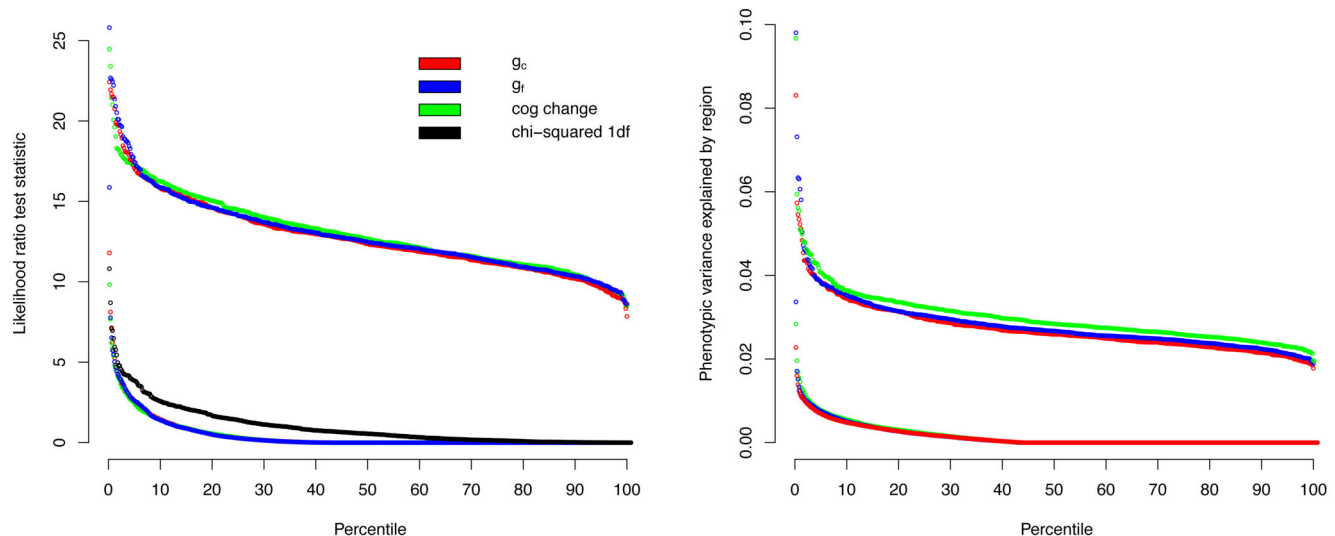 Likelihood ratio test statistic
25
20
15
10
5
0
g_c
g_f
cog change
chi−squared 1df
0 10 20 30 40 50 60 70 80 90 100
Percentile
Phenotypic variance explained by region
0.10
0.08
0.06
0.04
0.02
0.00
0 10 20 30 40 50 60 70 80 90 100
Percentile